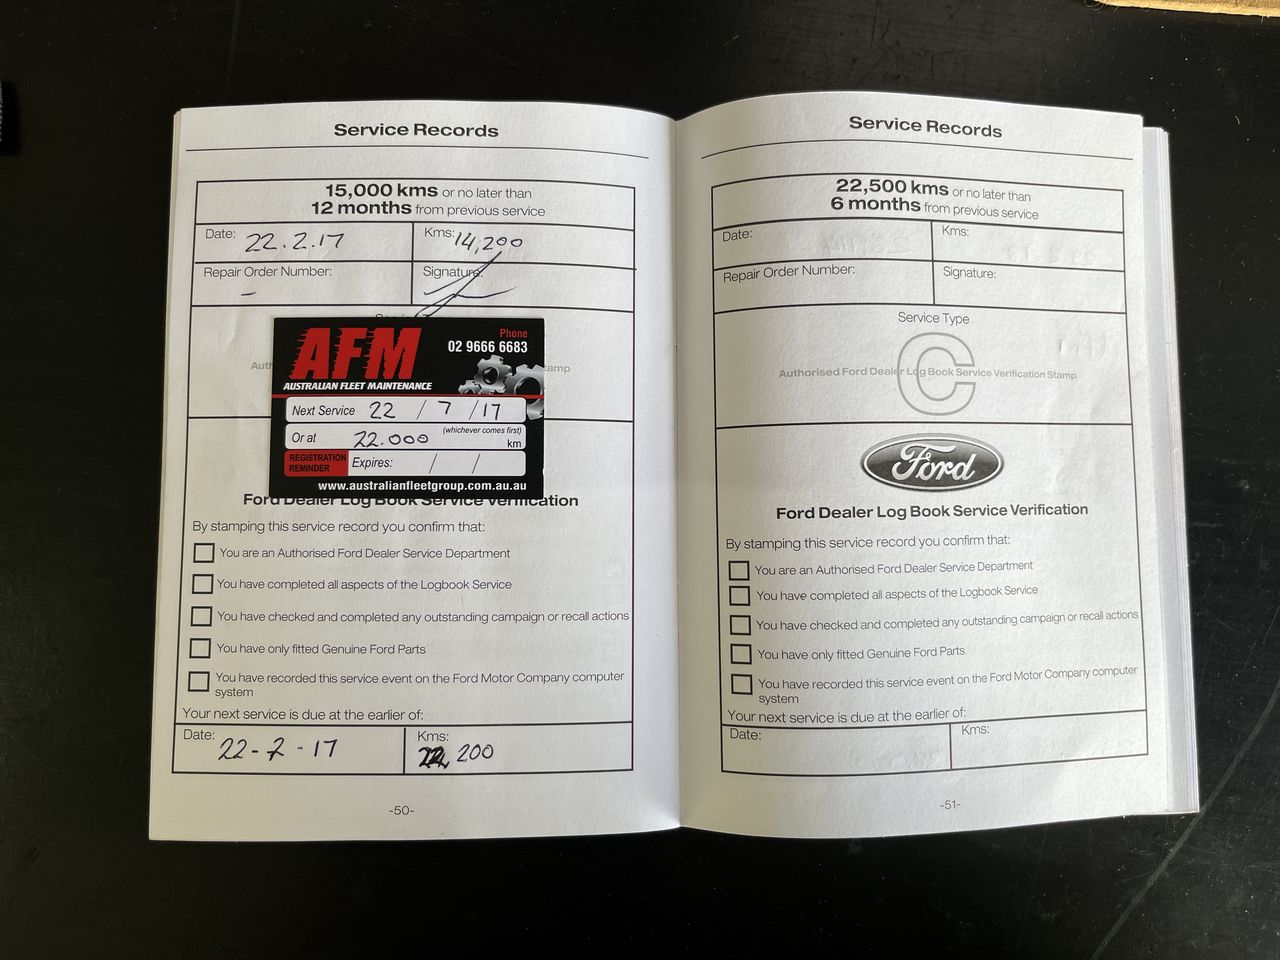 Service Records
15,000 kms or no later than
12 months from previous service
Date: 22.2.17
Kms: 14,200
Repair Order Number: -
Signature:
AFM
AUSTRALIAN FLEET MAINTENANCE
Phone
02 9666 6683
Next Service 22 / 7 / 17
(whichever comes first)
Or at 22.000 km
REGISTRATION REMINDER
Expires: / /
www.australianfleetgroup.com.au.au
Ford Dealer Log Book Service Verification
By stamping this service record you confirm that:
You are an Authorised Ford Dealer Service Department
You have completed all aspects of the Logbook Service
You have checked and completed any outstanding campaign or recall actions
You have only fitted Genuine Ford Parts
You have recorded this service event on the Ford Motor Company computer
system
Your next service is due at the earlier of:
Date: 22-7-17
Kms: 22,200
-50-
Service Records
22,500 kms or no later than
6 months from previous service
Date:
Kms:
Repair Order Number:
Signature:
Service Type
C
Authorised Ford Dealer Log Book Service Verification Stamp
Ford
Ford Dealer Log Book Service Verification
By stamping this service record you confirm that:
You are an Authorised Ford Dealer Service Department
You have completed all aspects of the Logbook Service
You have checked and completed any outstanding campaign or recall actions
You have only fitted Genuine Ford Parts
You have recorded this service event on the Ford Motor Company computer
system
Your next service is due at the earlier of:
Date:
Kms:
-51-